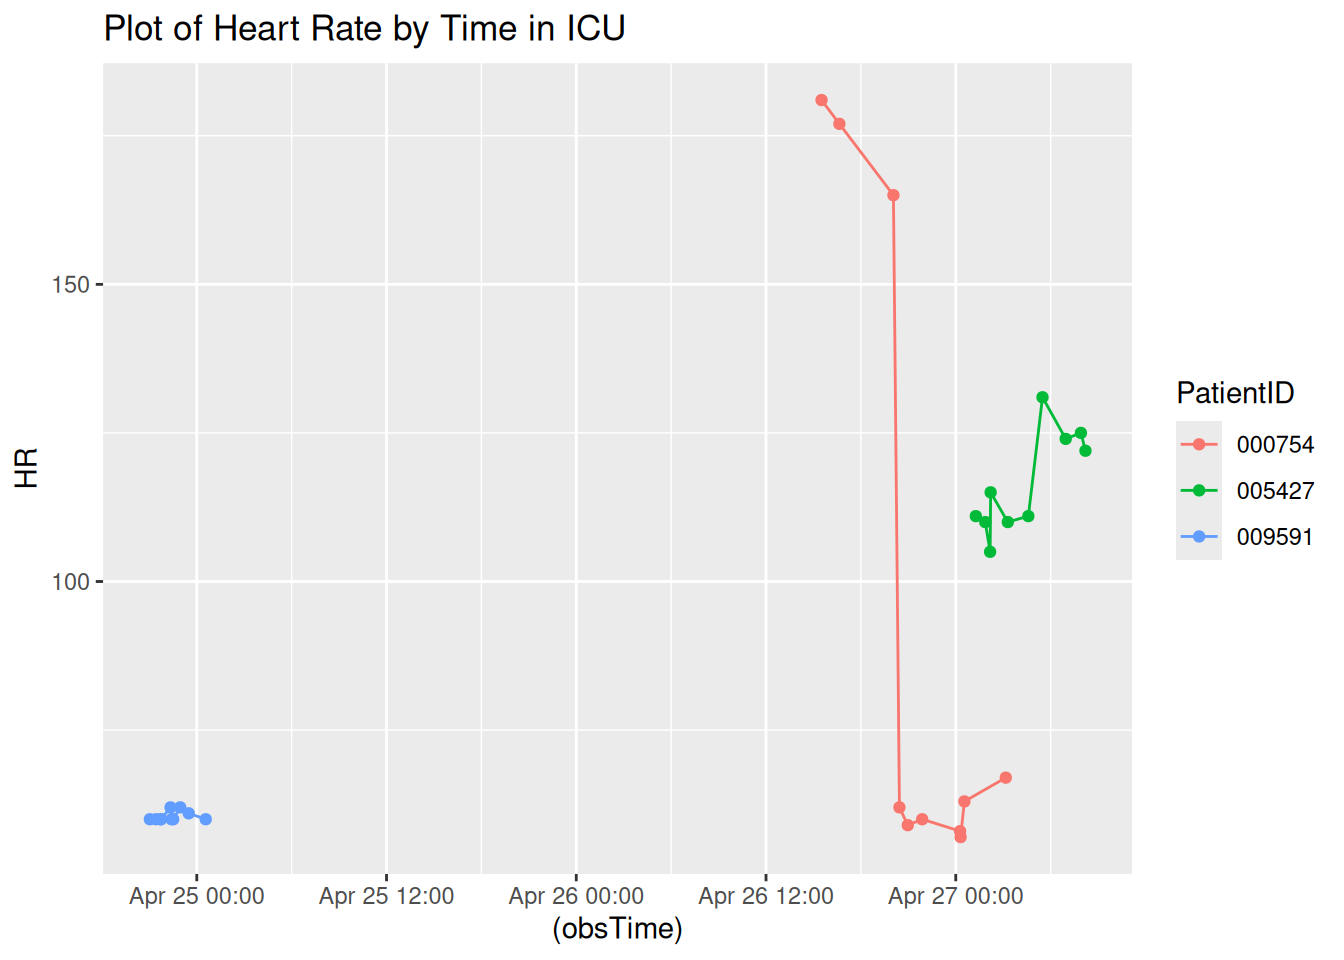 Plot of Heart Rate by Time in ICU
150
100
HR
Apr 25 00:00
Apr 25 12:00
Apr 26 00:00
Apr 26 12:00
Apr 27 00:00
(obsTime)
PatientID
000754
005427
009591